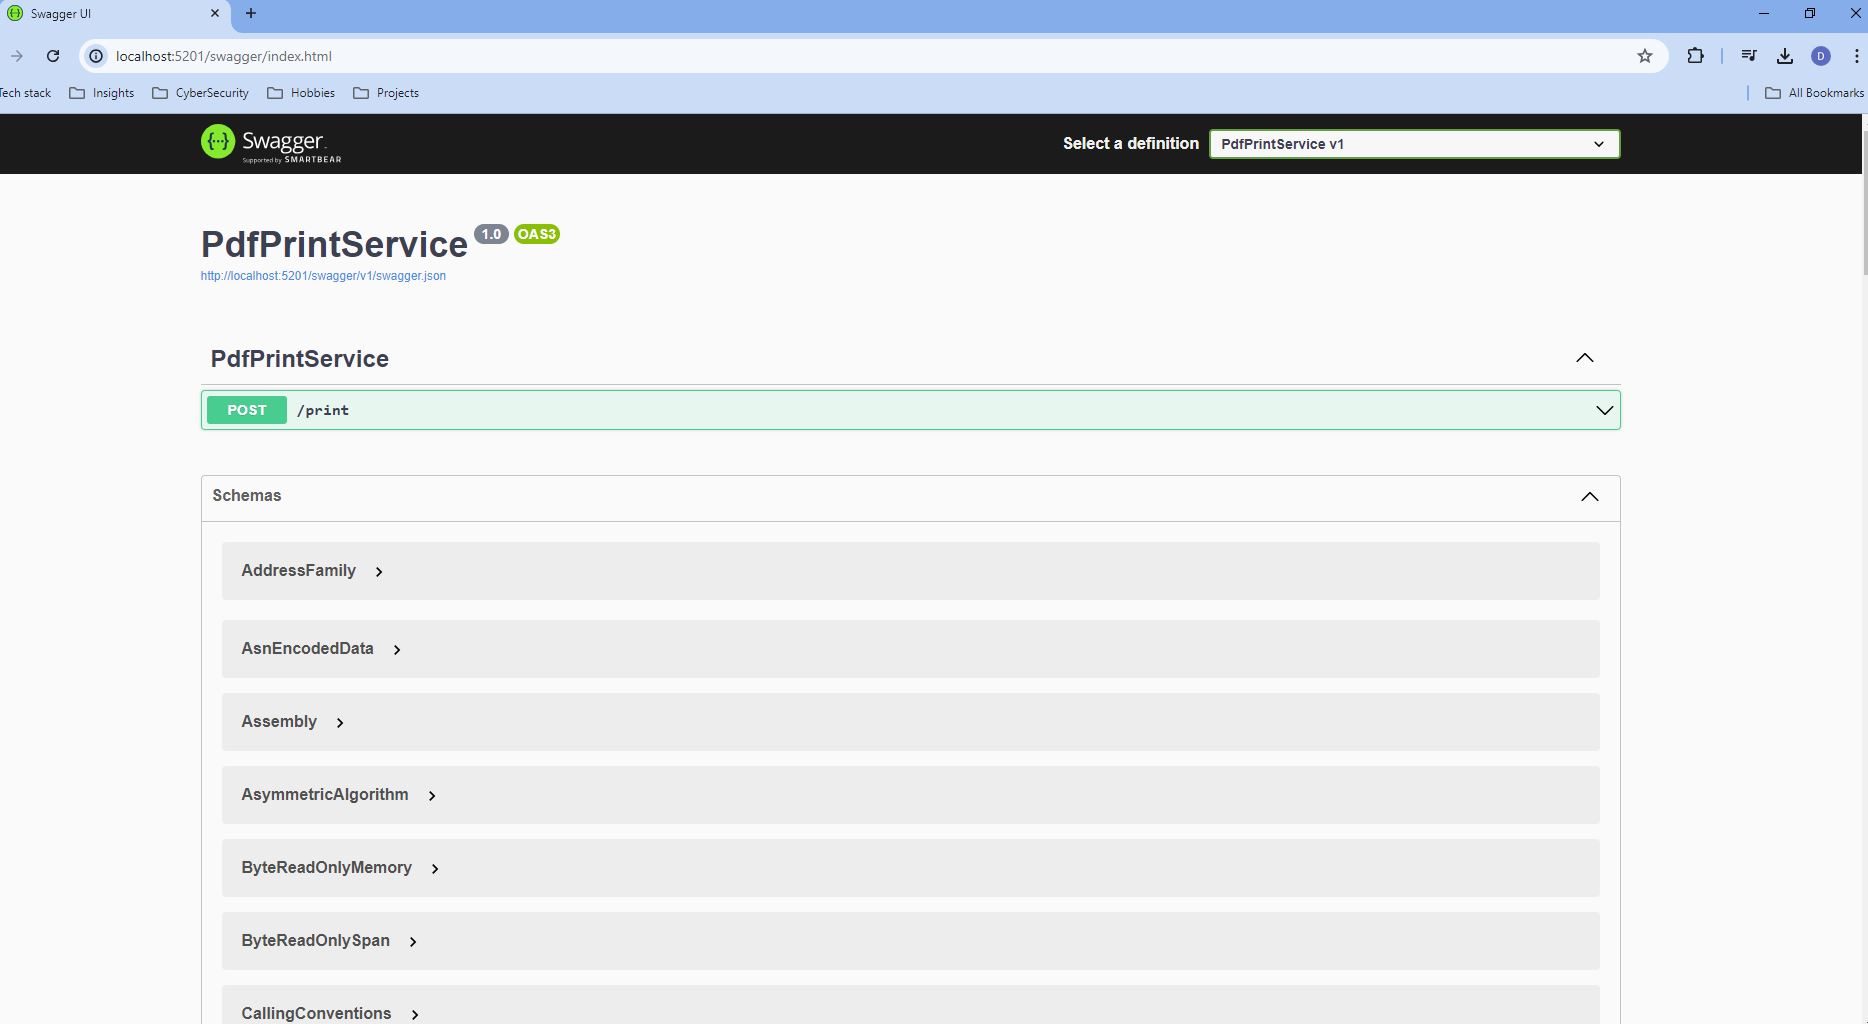 Swagger UI
localhost:5201/swagger/index.html
D
Tech stack Insights CyberSecurity Hobbies Projects All Bookmarks
{···} Swagger
Supported by SMARTBEAR
Select a definition PdfPrintService v1
PdfPrintService 1.0 OAS3
http://localhost:5201/swagger/v1/swagger.json
PdfPrintService
POST /print
Schemas
AddressFamily
AsnEncodedData
Assembly
AsymmetricAlgorithm
ByteReadOnlyMemory
ByteReadOnlySpan
CallingConventions